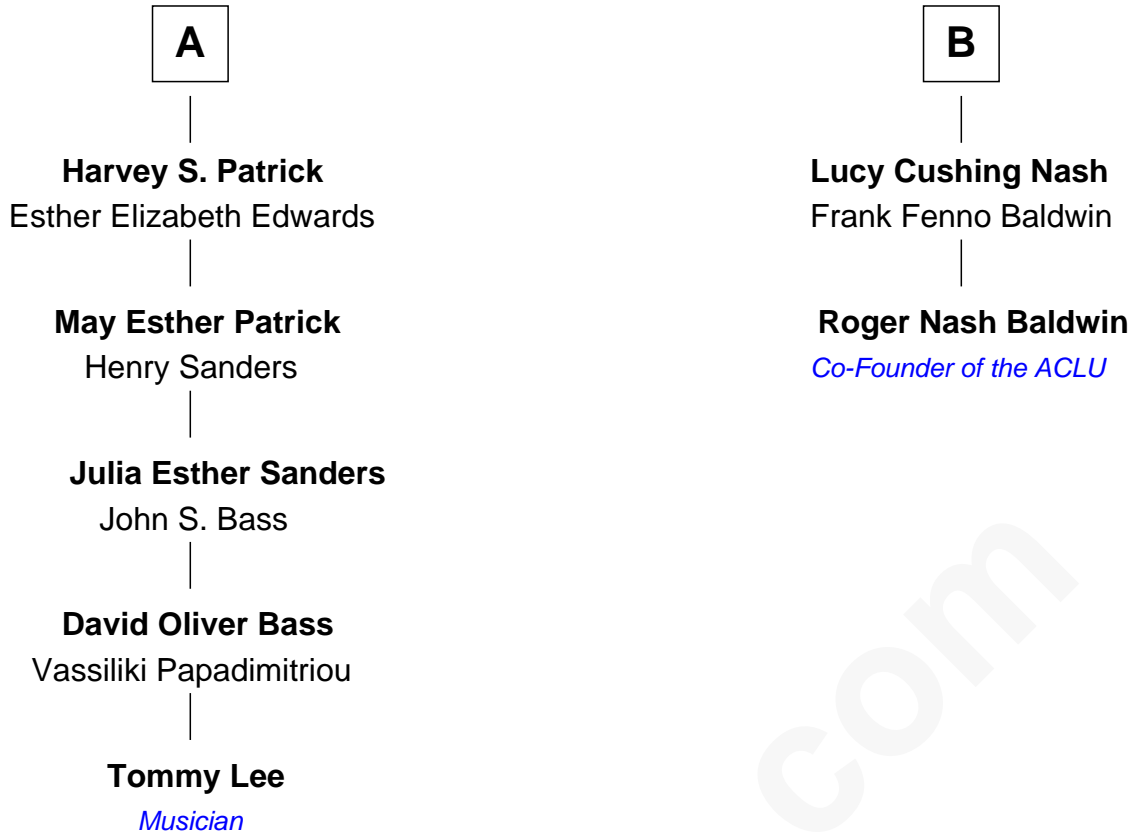 A
Harvey S. Patrick
Esther Elizabeth Edwards
May Esther Patrick
Henry Sanders
Julia Esther Sanders
John S. Bass
David Oliver Bass
Vassiliki Papadimitriou
Tommy Lee
Musician
B
Lucy Cushing Nash
Frank Fenno Baldwin
Roger Nash Baldwin
Co-Founder of the ACLU
com